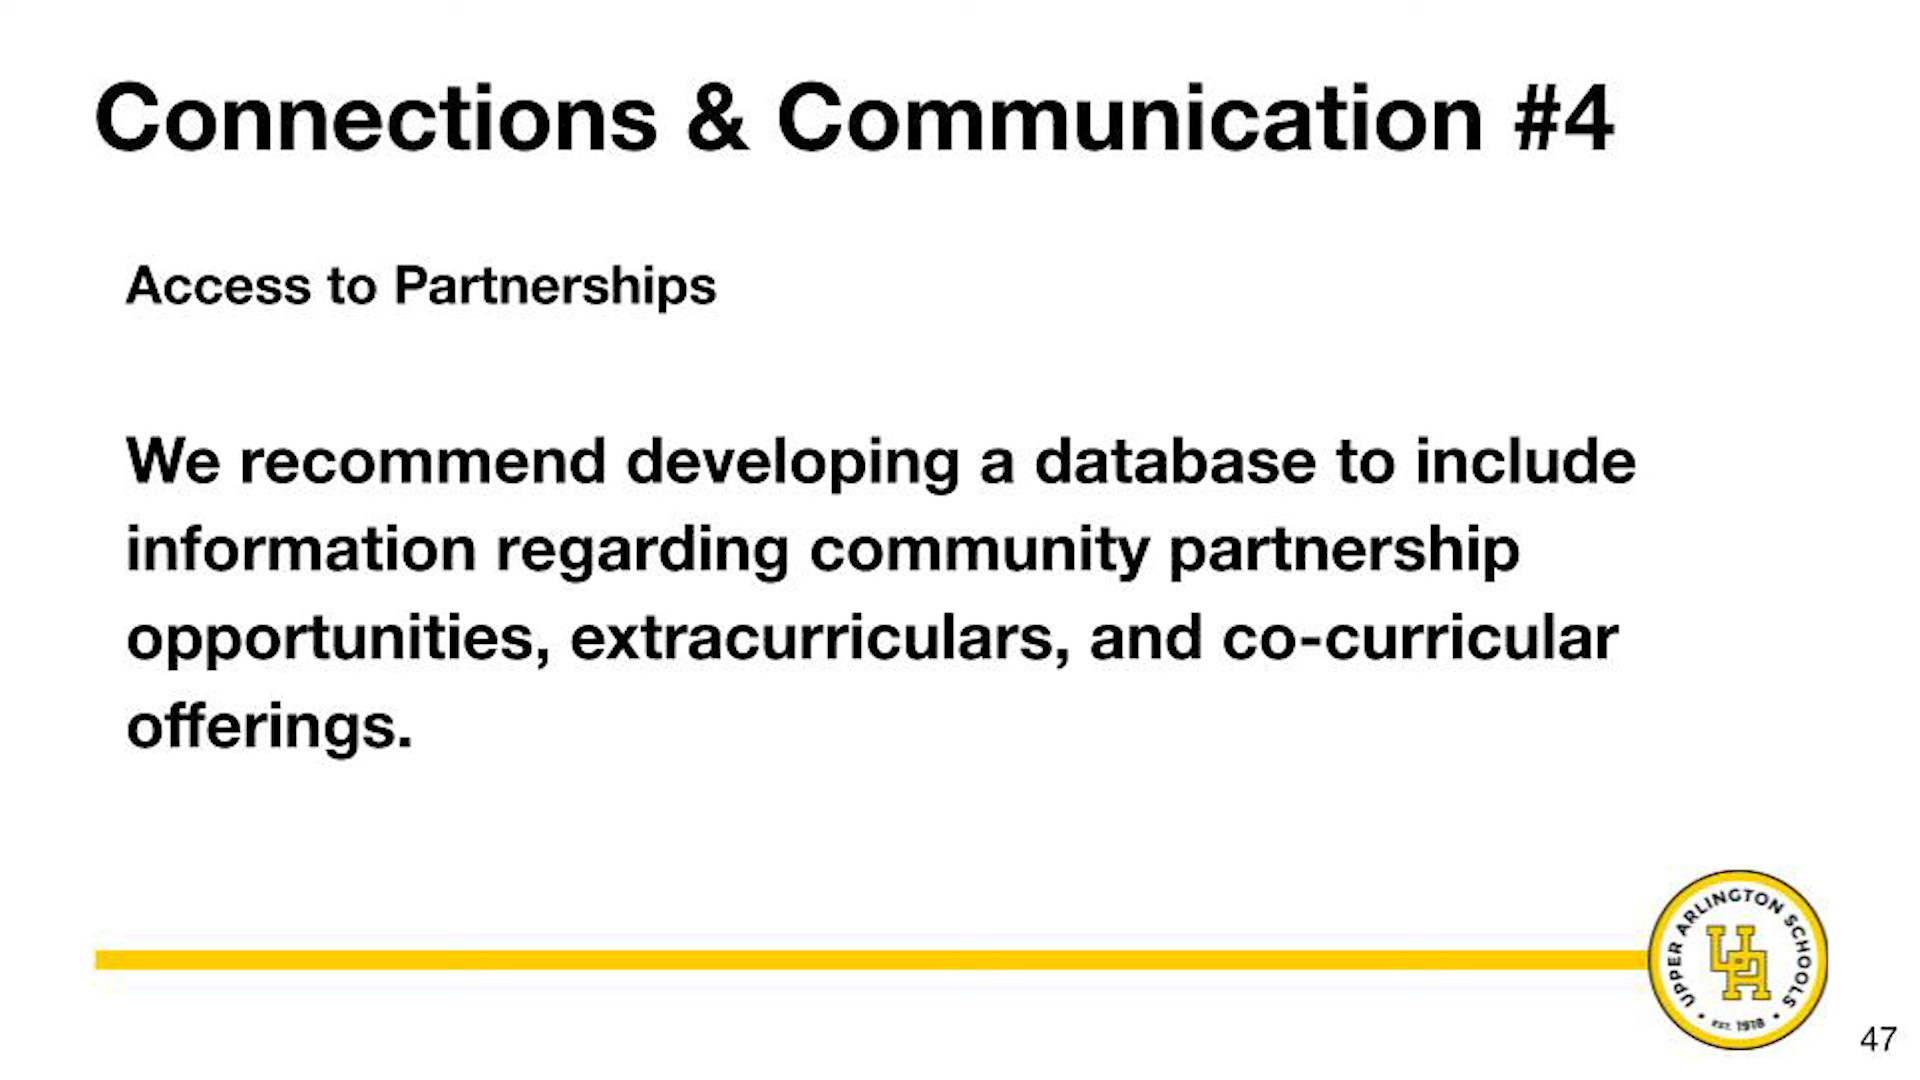 Connections & Communication #4
Access to Partnerships
We recommend developing a database to include
information regarding community partnership
opportunities, extracurriculars, and co-curricular
offerings.
UPPER ARLINGTON SCHOOLS
UA
EST. 1918
47